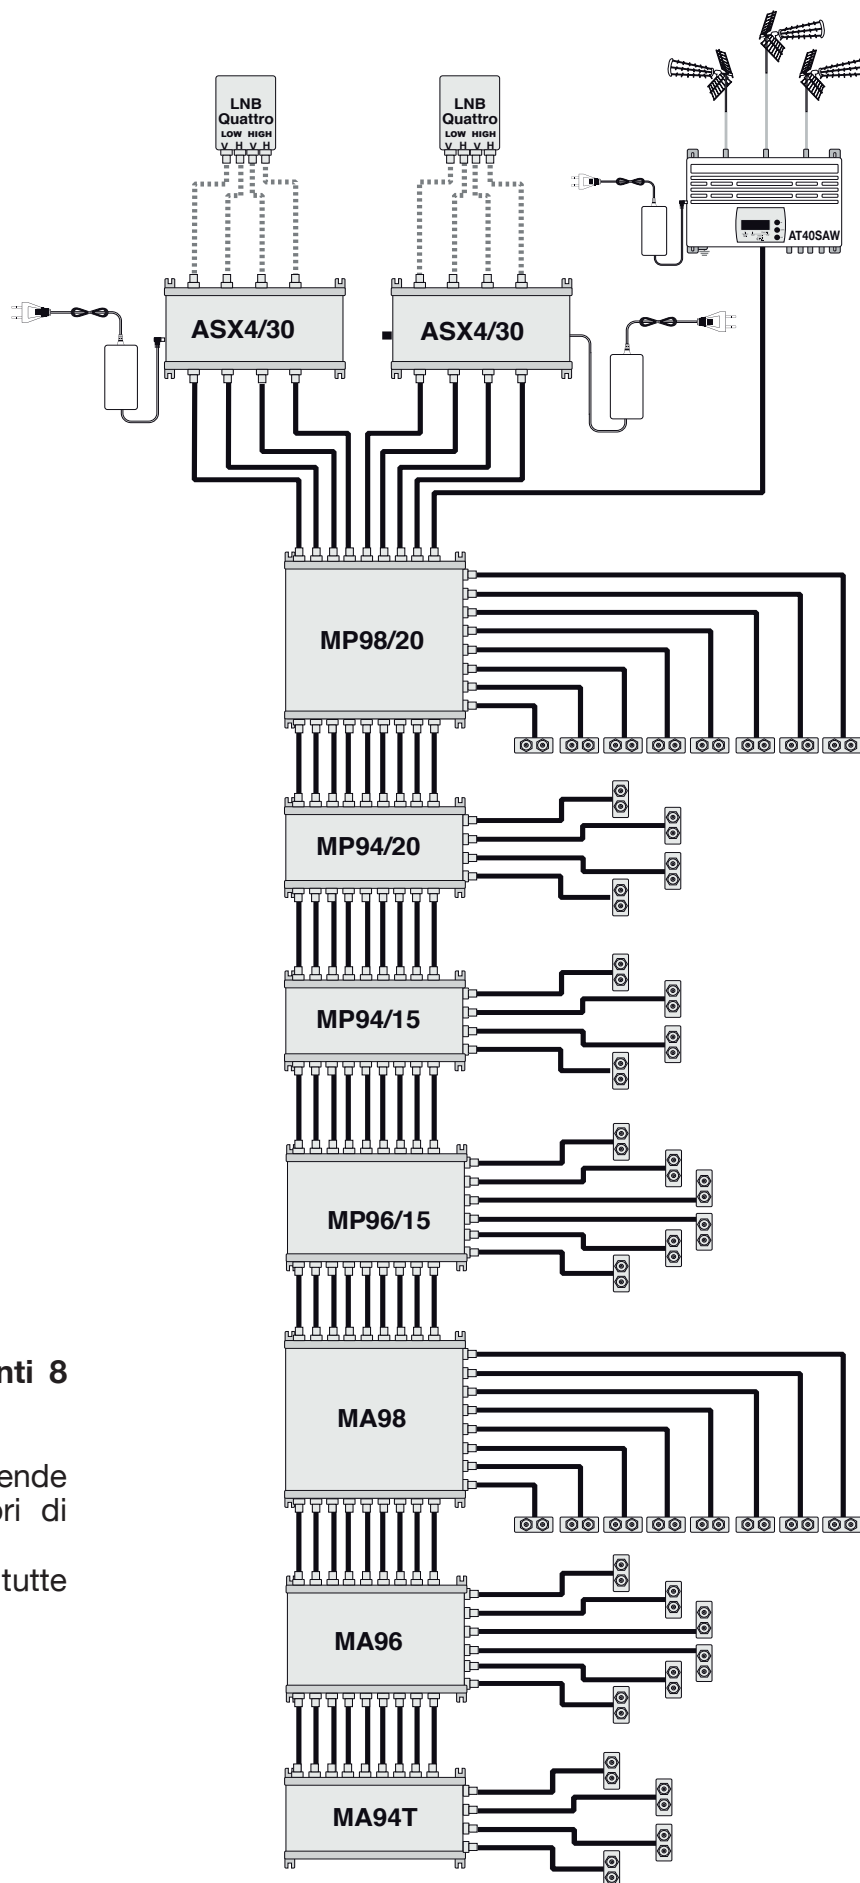 LNB
Quattro
LOW HIGH
V H V H
LNB
Quattro
LOW HIGH
V H V H
AT40SAW
ASX4/30
ASX4/30
MP98/20
MP94/20
MP94/15
MP96/15
nti 8
MA98
ende
ri di
tutte
MA96
MA94T